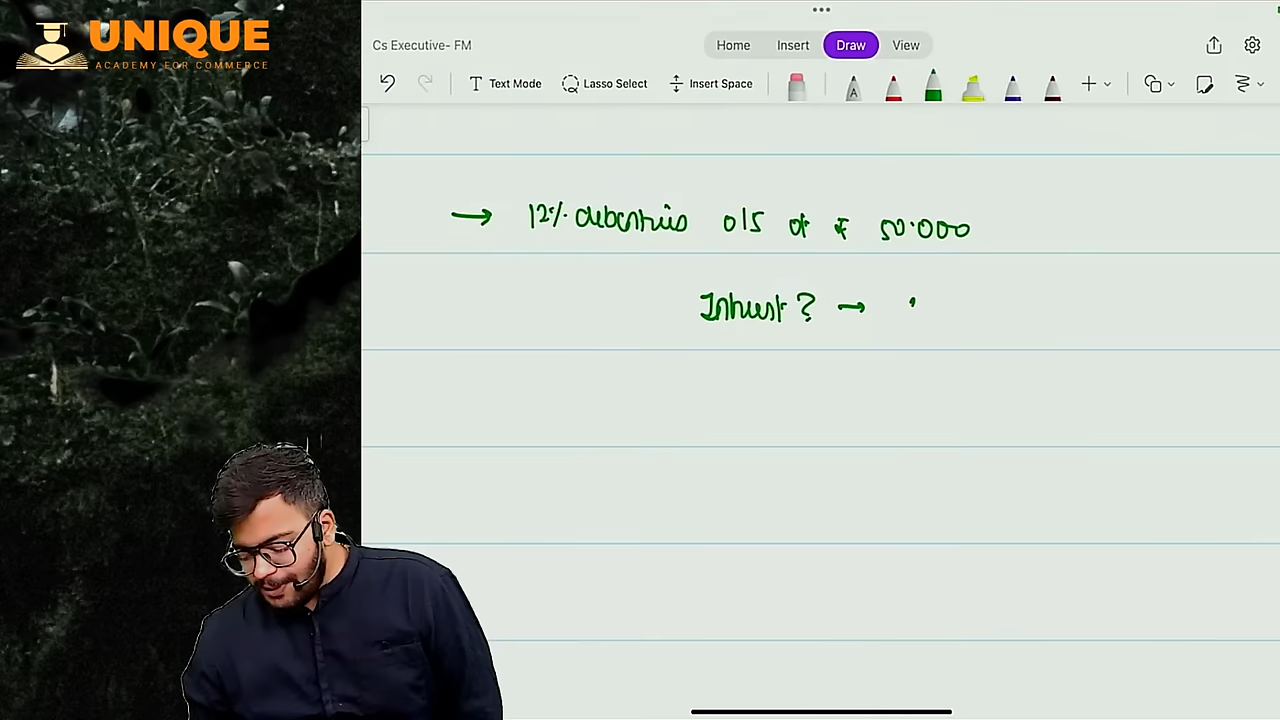 UNIQUE
ACADEMY FOR COMMERCE
Cs Executive- FM
Home Insert Draw View
Text Mode Lasso Select Insert Space
A
→ 12% debentures o/s of ₹ 50.000
Interest? →